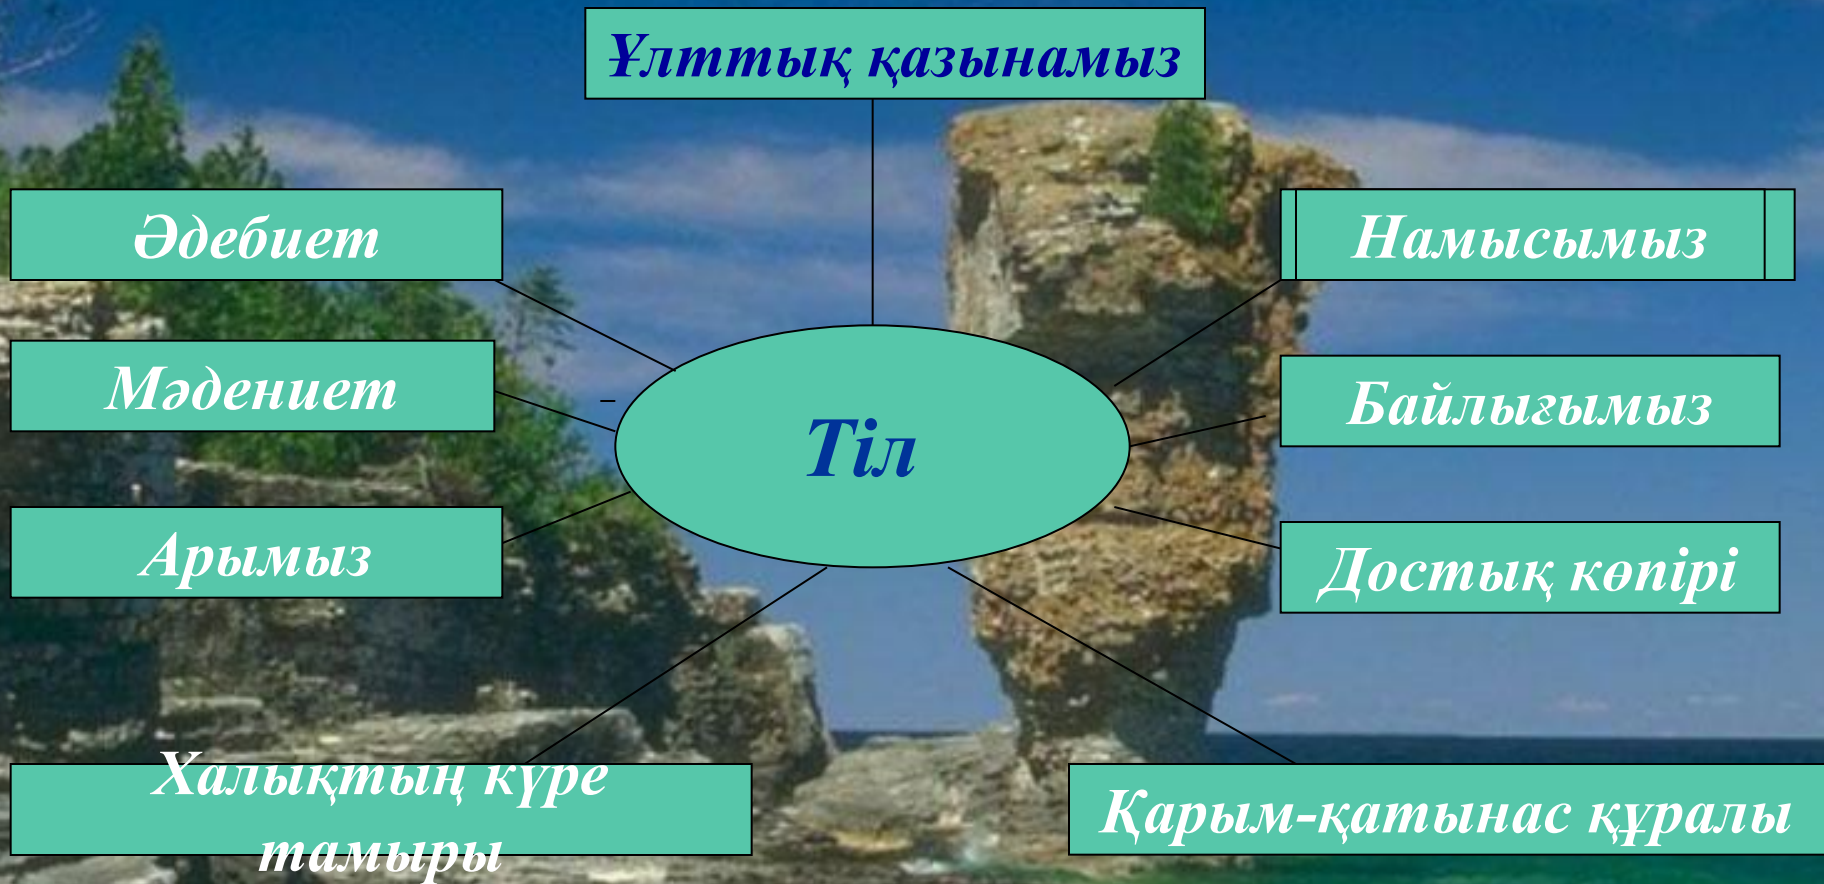 Ұлттық қазынамыз
Әдебиет
Намысымыз
Мәдениет
Байлығымыз
Тіл
Арымыз
Достық көпірі
Халықтың күре
тамыры
Қарым-қатынас құралы